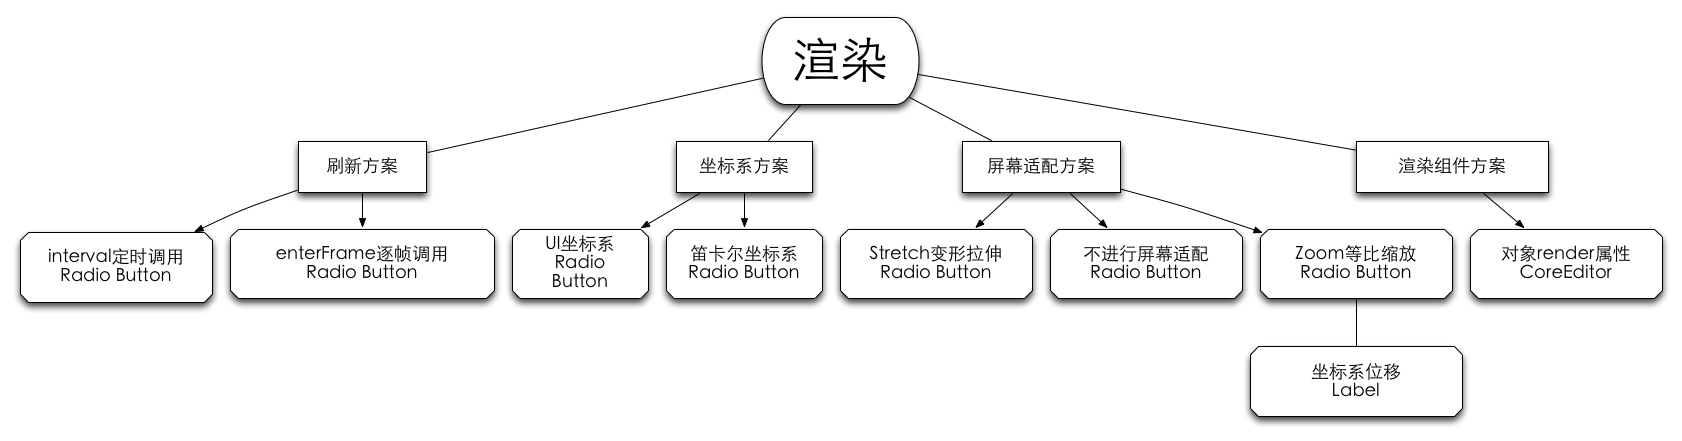 渲染
刷新方案
坐标系方案
屏幕适配方案
渲染组件方案
interval定时调用
Radio Button
enterFrame逐帧调用
Radio Button
UI坐标系
Radio
Button
笛卡尔坐标系
Radio Button
Stretch变形拉伸
Radio Button
不进行屏幕适配
Radio Button
Zoom等比缩放
Radio Button
对象render属性
CoreEditor
坐标系位移
Label